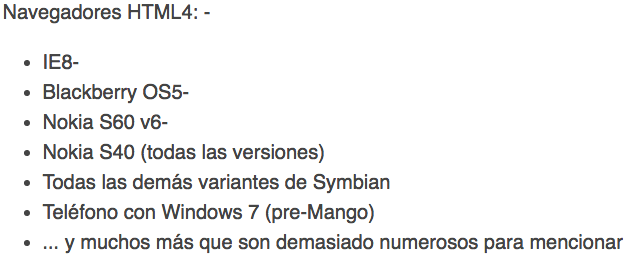 Navegadores HTML4: -
• IE8-
• Blackberry OS5-
• Nokia S60 v6-
• Nokia S40 (todas las versiones)
• Todas las demás variantes de Symbian
• Teléfono con Windows 7 (pre-Mango)
• ... y muchos más que son demasiado numerosos para mencionar